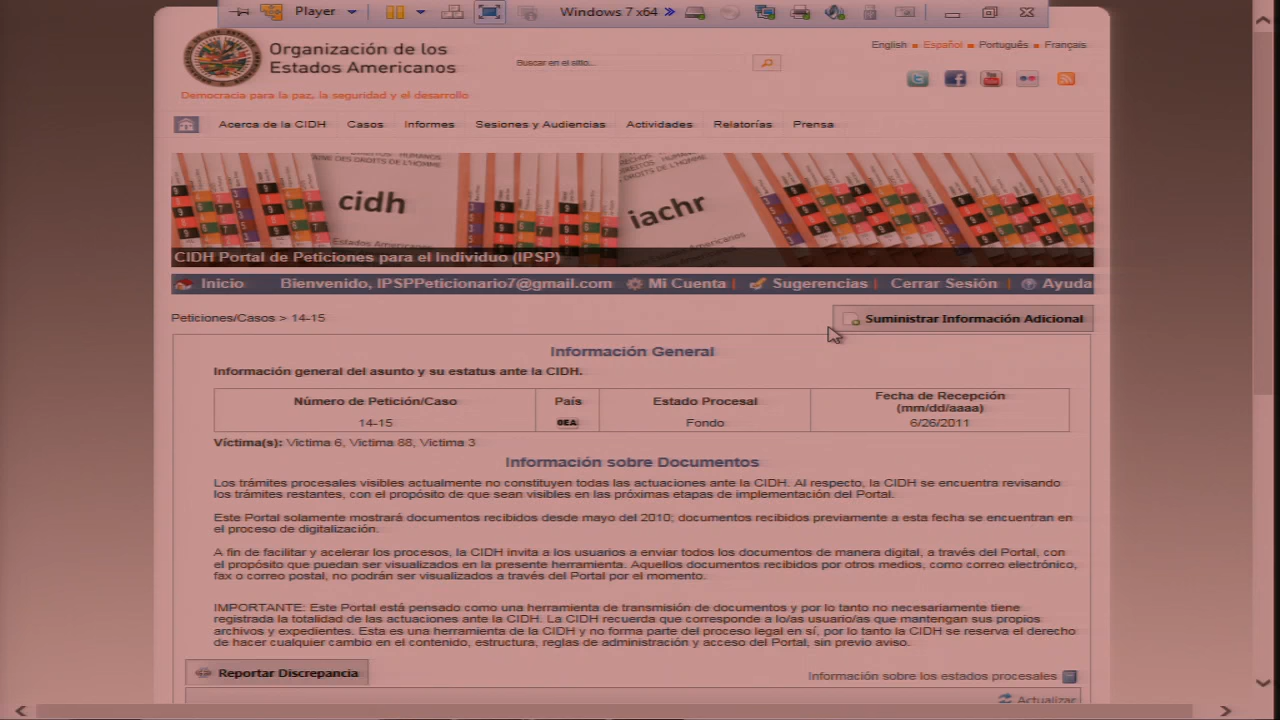 Player
Windows 7 x64
Organización de los
Estados Americanos
Democracia para la paz, la seguridad y el desarrollo
Buscar en el sitio...
English Español Português Français
Acerca de la CIDH Casos Informes Sesiones y Audiencias Actividades Relatorías Prensa
cidh
Estados Americanos
iachr
CIDH Portal de Peticiones para el Individuo (IPSP)
Inicio Bienvenido, IPSPPeticionario7@gmail.com Mi Cuenta | Sugerencias | Cerrar Sesión | Ayuda
Peticiones/Casos > 14-15
Suministrar Información Adicional
Información General
Información general del asunto y su estatus ante la CIDH.
Número de Petición/Caso País Estado Procesal Fecha de Recepción
(mm/dd/aaaa)
14-15 OEA Fondo 6/26/2011
Víctima(s): Victima 6, Victima 88, Victima 3
Información sobre Documentos
Los trámites procesales visibles actualmente no constituyen todas las actuaciones ante la CIDH. Al respecto, la CIDH se encuentra revisando
los trámites restantes, con el propósito de que sean visibles en las próximas etapas de implementación del Portal.
Este Portal solamente mostrará documentos recibidos desde mayo del 2010; documentos recibidos previamente a esta fecha se encuentran en
el proceso de digitalización.
A fin de facilitar y acelerar los procesos, la CIDH invita a los usuarios a enviar todos los documentos de manera digital, a través del Portal, con
el propósito que puedan ser visualizados en la presente herramienta. Aquellos documentos recibidos por otros medios, como correo electrónico,
fax o correo postal, no podrán ser visualizados a través del Portal por el momento.
IMPORTANTE: Este Portal está pensado como una herramienta de transmisión de documentos y por lo tanto no necesariamente tiene
registrada la totalidad de las actuaciones ante la CIDH. La CIDH recuerda que corresponde a lo/as usuario/as que mantengan sus propios
archivos y expedientes. Esta es una herramienta de la CIDH y no forma parte del proceso legal en sí, por lo tanto la CIDH se reserva el derecho
de hacer cualquier cambio en el contenido, estructura, reglas de administración y acceso del Portal, sin previo aviso.
Reportar Discrepancia
Información sobre los estados procesales
Actualizar